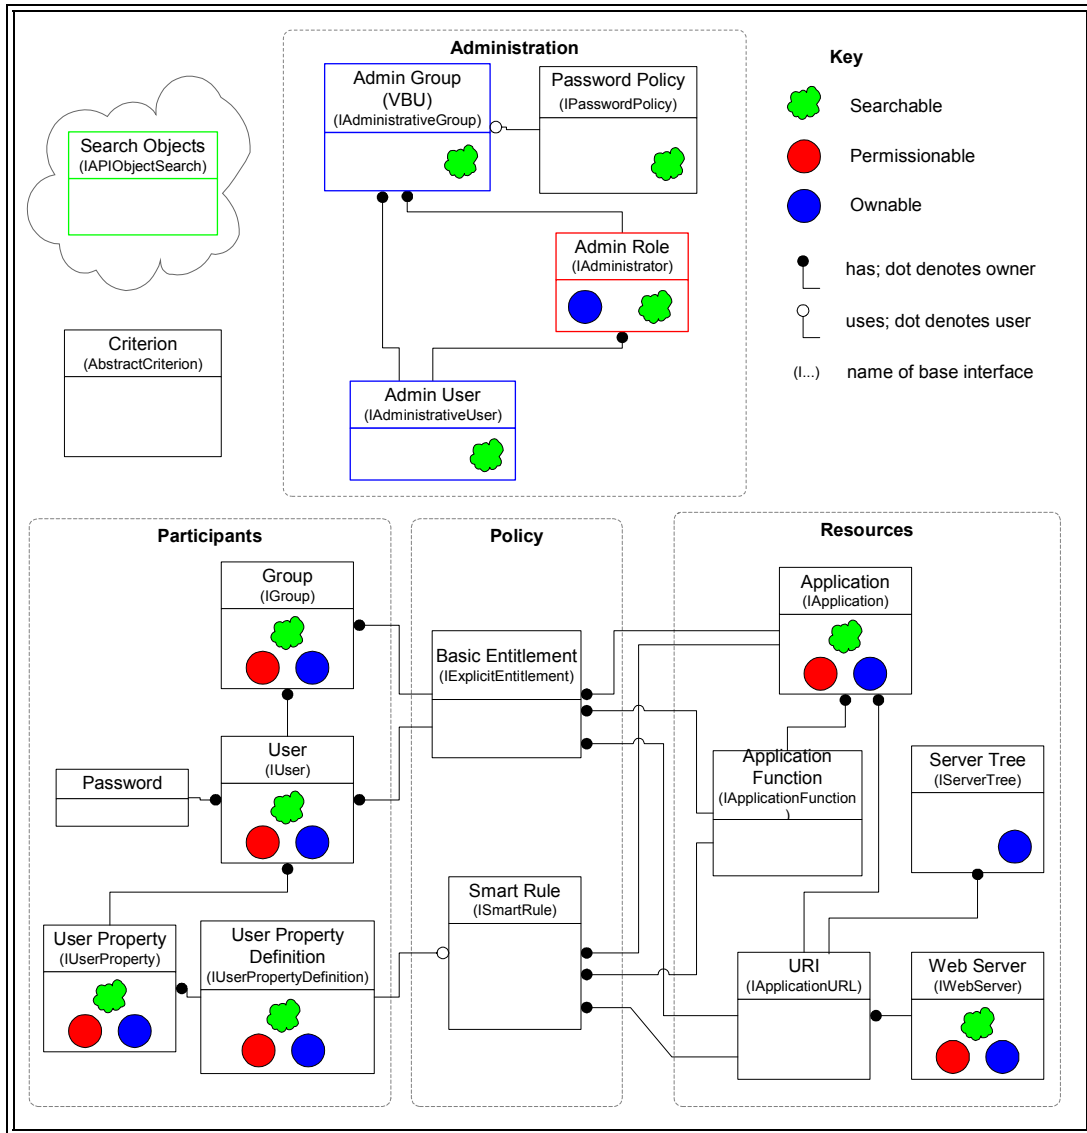 Administration
Admin Group
(VBU)
(IAdministrativeGroup)
Password Policy
(IPasswordPolicy)
Admin Role
(IAdministrator)
Admin User
(IAdministrativeUser)
Search Objects
(IAPIObjectSearch)
Criterion
(AbstractCriterion)
Key
Searchable
Permissionable
Ownable
has; dot denotes owner
uses; dot denotes user
(I...) name of base interface
Participants
Group
(IGroup)
User
(IUser)
Password
User Property
(IUserProperty)
User Property
Definition
(IUserPropertyDefinition)
Policy
Basic Entitlement
(IExplicitEntitlement)
Smart Rule
(ISmartRule)
Resources
Application
(IApplication)
Application
Function
(IApplicationFunction
)
Server Tree
(IServerTree)
URI
(IApplicationURL)
Web Server
(IWebServer)